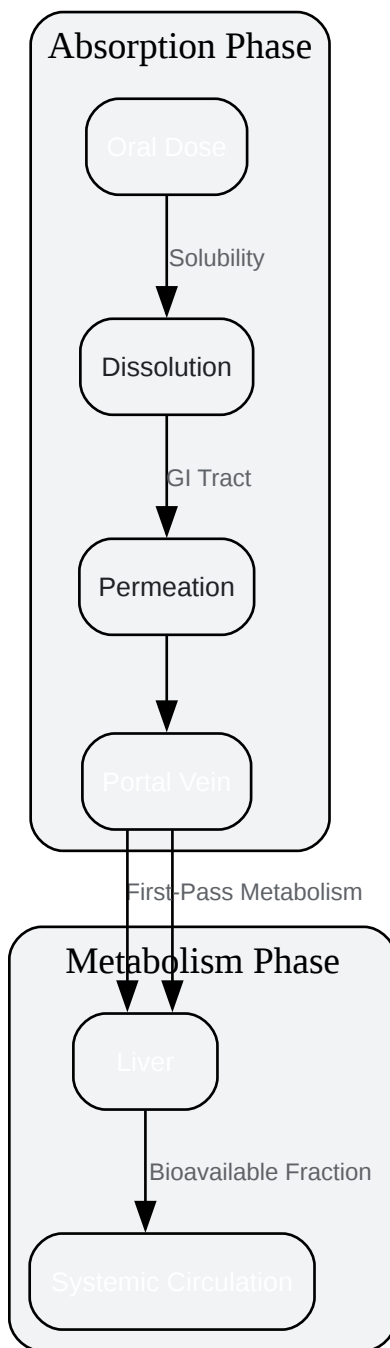 Absorption Phase
Oral Dose
Solubility
Dissolution
GI Tract
Permeation
Portal Vein
First-Pass Metabolism
Metabolism Phase
Liver
Bioavailable Fraction
Systemic Circulation